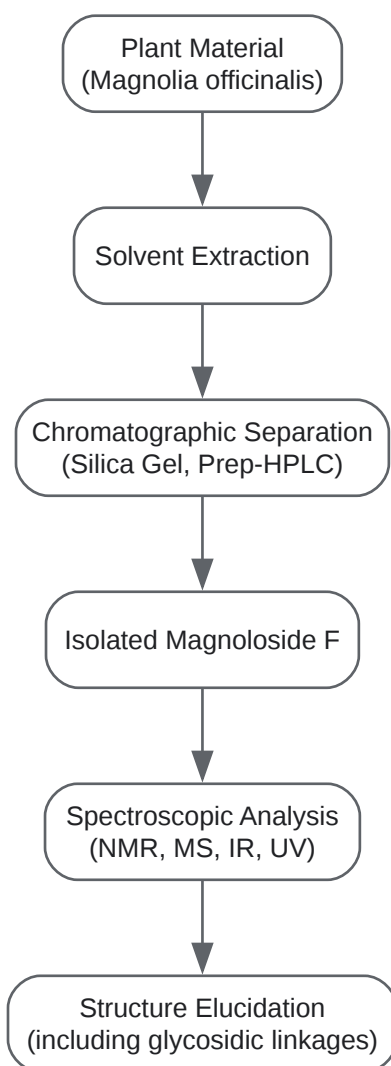 Plant Material
(Magnolia officinalis)
Solvent Extraction
Chromatographic Separation
(Silica Gel, Prep-HPLC)
Isolated Magnoloside F
Spectroscopic Analysis
(NMR, MS, IR, UV)
Structure Elucidation
(including glycosidic linkages)